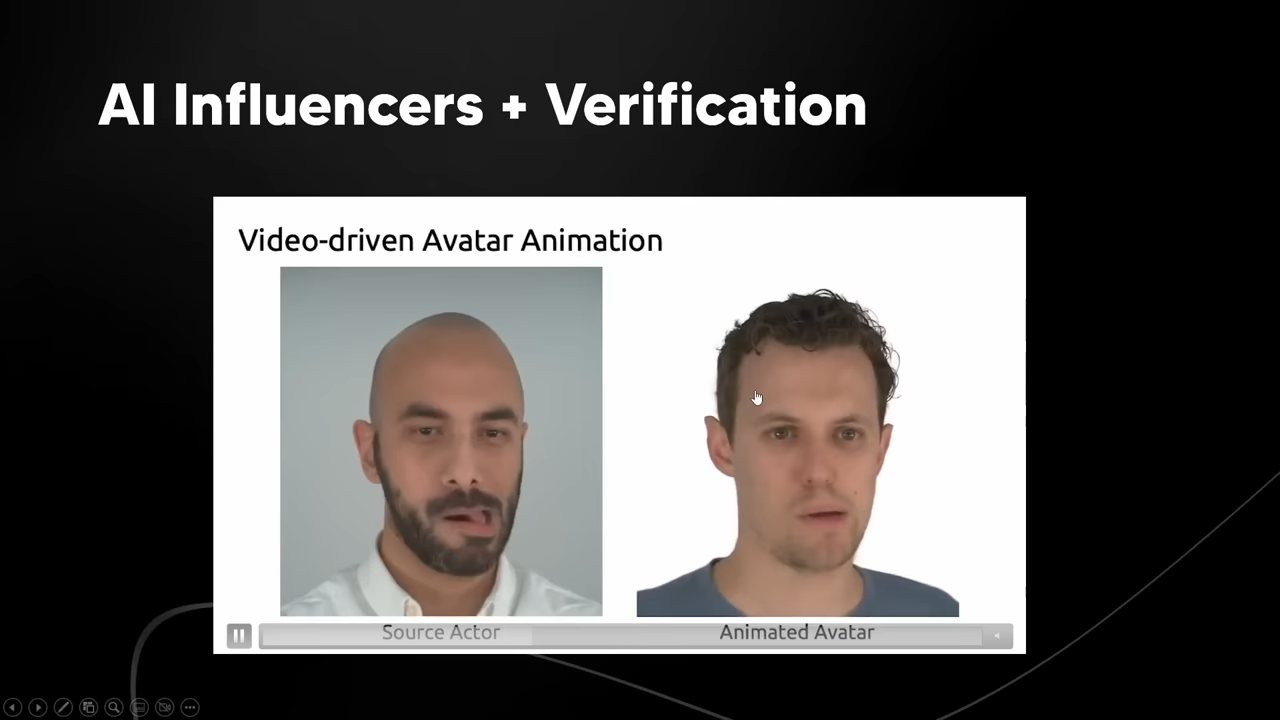 AI Influencers + Verification
Video-driven Avatar Animation
Source Actor
Animated Avatar